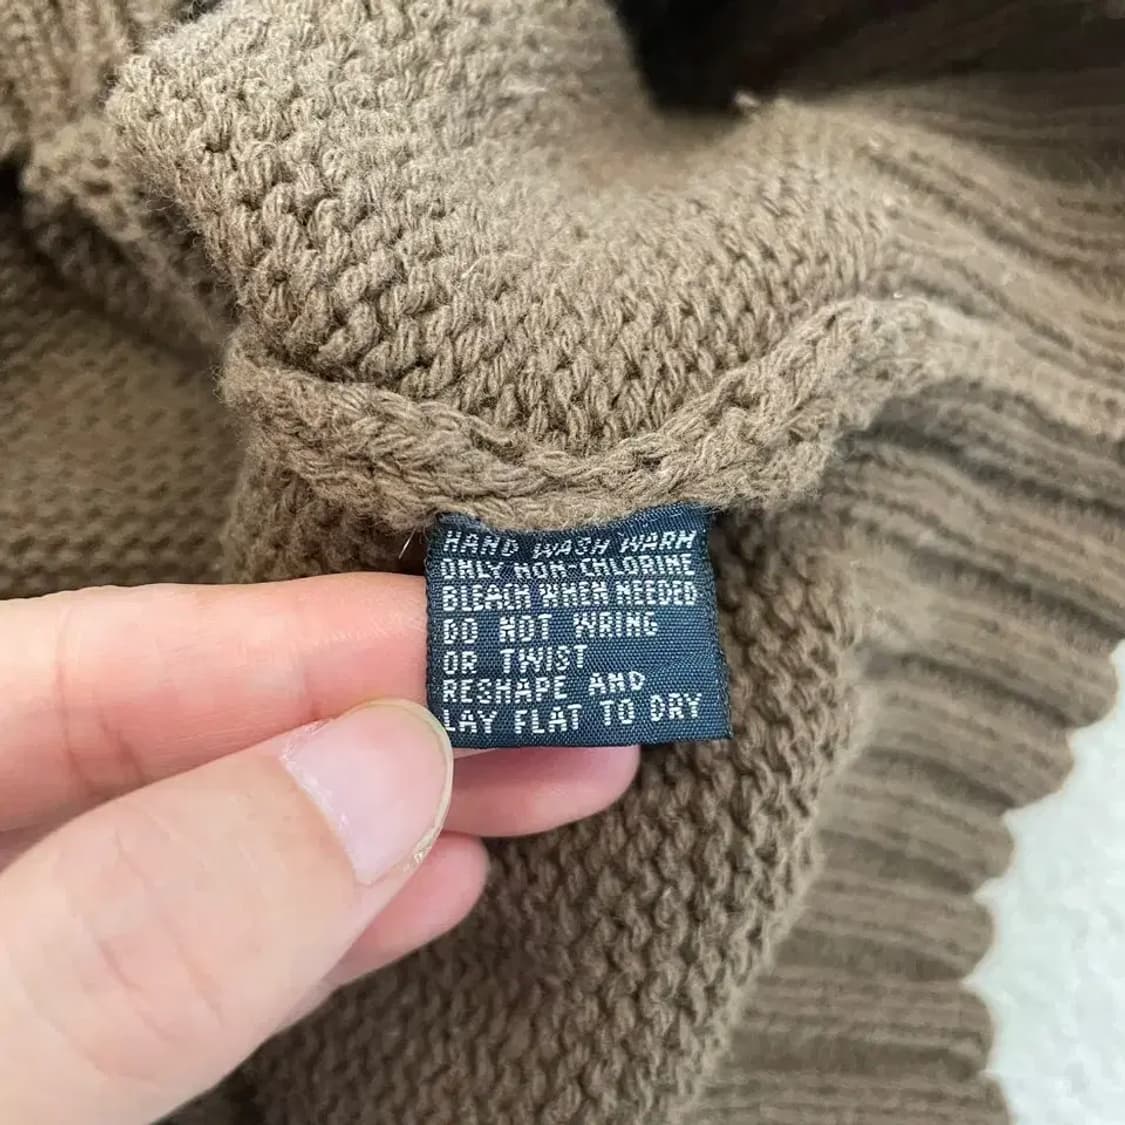 HAND WASH WARM
ONLY NON-CHLORINE
BLEACH WHEN NEEDED
DO NOT WRING
OR TWIST
RESHAPE AND
LAY FLAT TO DRY